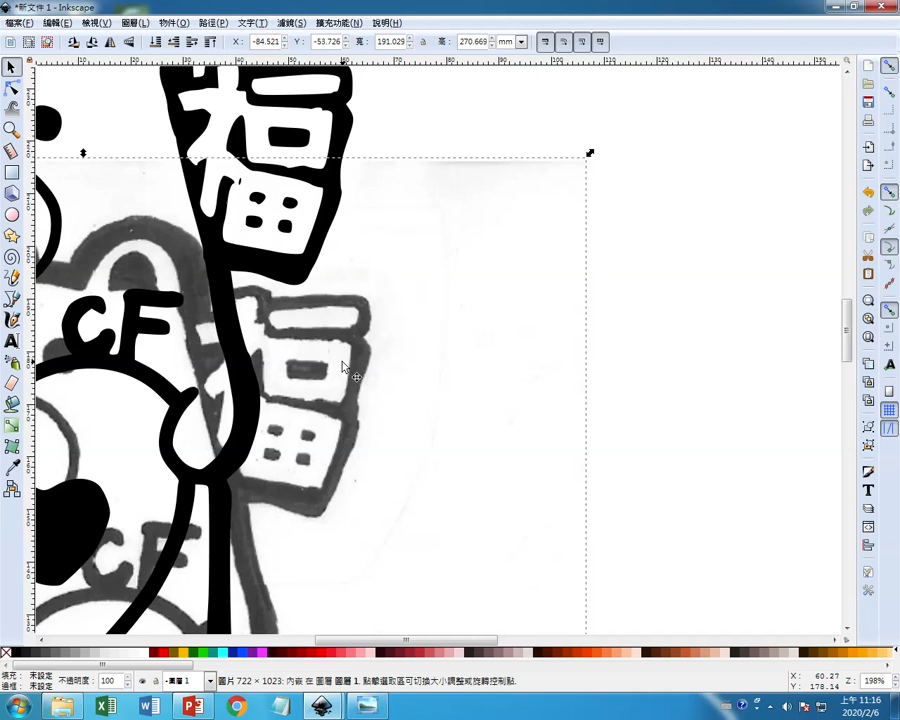 *新文件 1 - Inkscape
檔案(F) 編輯(E) 檢視(V) 圖層(L) 物件(O) 路徑(P) 文字(T) 濾鏡(S) 擴充功能(N) 說明(H)
X: -84.521 Y: -53.726 寬: 191.029 高: 270.669 mm
福
CF
福
CF
填充: 未設定 不透明度: 100 圖層 1 圖片 722 × 1023: 內嵌 在 圖層 圖層 1. 點擊選取區可切換大小調整或旋轉控制點.
邊框: 未設定
X: 60.27
Y: 178.14
Z: 198%
上午 11:16
2020/2/6